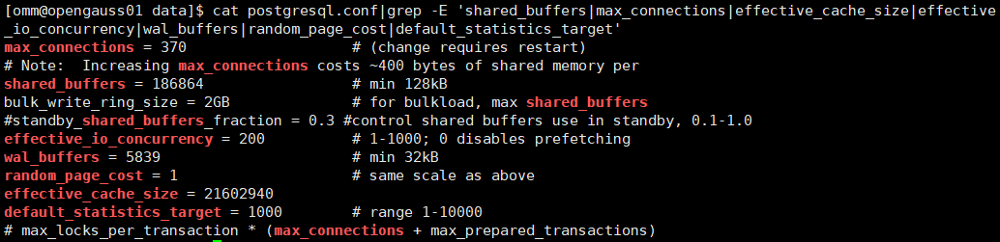 [omm@opengauss01 data]$ cat postgresql.conf|grep -E 'shared_buffers|max_connections|effective_cache_size|effective
_io_concurrency|wal_buffers|random_page_cost|default_statistics_target'
max_connections = 370                   # (change requires restart)
# Note:  Increasing max_connections costs ~400 bytes of shared memory per
shared_buffers = 186864                 # min 128kB
bulk_write_ring_size = 2GB              # for bulkload, max shared_buffers
#standby_shared_buffers_fraction = 0.3 #control shared buffers use in standby, 0.1-1.0
effective_io_concurrency = 200          # 1-1000; 0 disables prefetching
wal_buffers = 5839                      # min 32kB
random_page_cost = 1                    # same scale as above
effective_cache_size = 21602940
default_statistics_target = 1000        # range 1-10000
# max_locks_per_transaction * (max_connections + max_prepared_transactions)